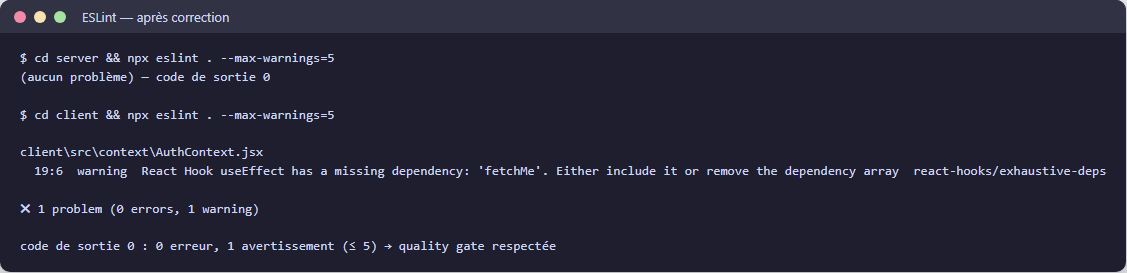 ESLint — après correction
$ cd server && npx eslint . --max-warnings=5
(aucun problème) — code de sortie 0
$ cd client && npx eslint . --max-warnings=5
client\src\context\AuthContext.jsx
19:6  warning  React Hook useEffect has a missing dependency: 'fetchMe'. Either include it or remove the dependency array  react-hooks/exhaustive-deps
✕ 1 problem (0 errors, 1 warning)
code de sortie 0 : 0 erreur, 1 avertissement (≤ 5) → quality gate respectée